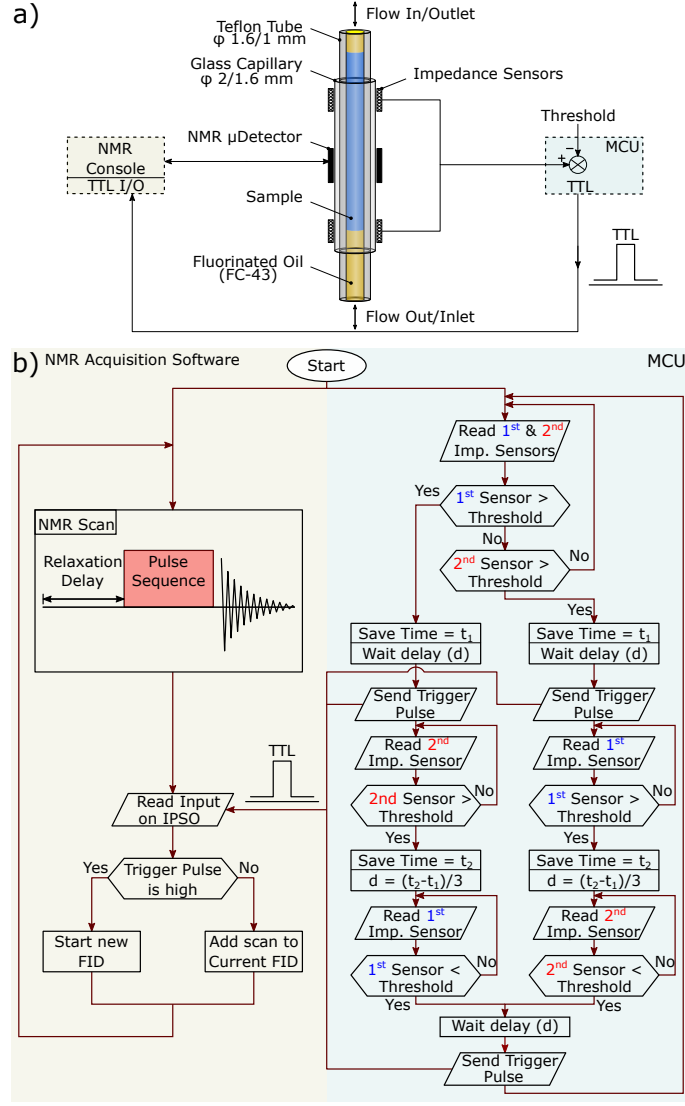 a)
Flow In/Outlet
Teflon Tube
φ 1.6/1 mm
Glass Capillary
φ 2/1.6 mm
Impedance Sensors
NMR μDetector
Threshold
NMR
Console
TTL I/O
−
+
MCU
TTL
Sample
TTL
Fluorinated Oil
(FC-43)
Flow Out/Inlet
b) NMR Acquisition Software
Start
MCU
Read 1st & 2nd
Imp. Sensors
Yes
1st Sensor >
Threshold
No
2nd Sensor >
Threshold
No
Yes
NMR Scan
Relaxation
Delay
Pulse
Sequence
Save Time = t1
Wait delay (d)
Save Time = t1
Wait delay (d)
Send Trigger
Pulse
Send Trigger
Pulse
Read 2nd
Imp. Sensor
Read 1st
Imp. Sensor
TTL
No
No
2nd Sensor >
Threshold
1st Sensor >
Threshold
Read Input
on IPSO
Yes
Yes
Yes
No
Trigger Pulse
is high
Save Time = t2
d = (t2-t1)/3
Save Time = t2
d = (t2-t1)/3
Start new
FID
Add scan to
Current FID
Read 1st
Imp. Sensor
Read 2nd
Imp. Sensor
No
No
1st Sensor <
Threshold
2nd Sensor <
Threshold
Yes
Yes
Wait delay (d)
Send Trigger
Pulse